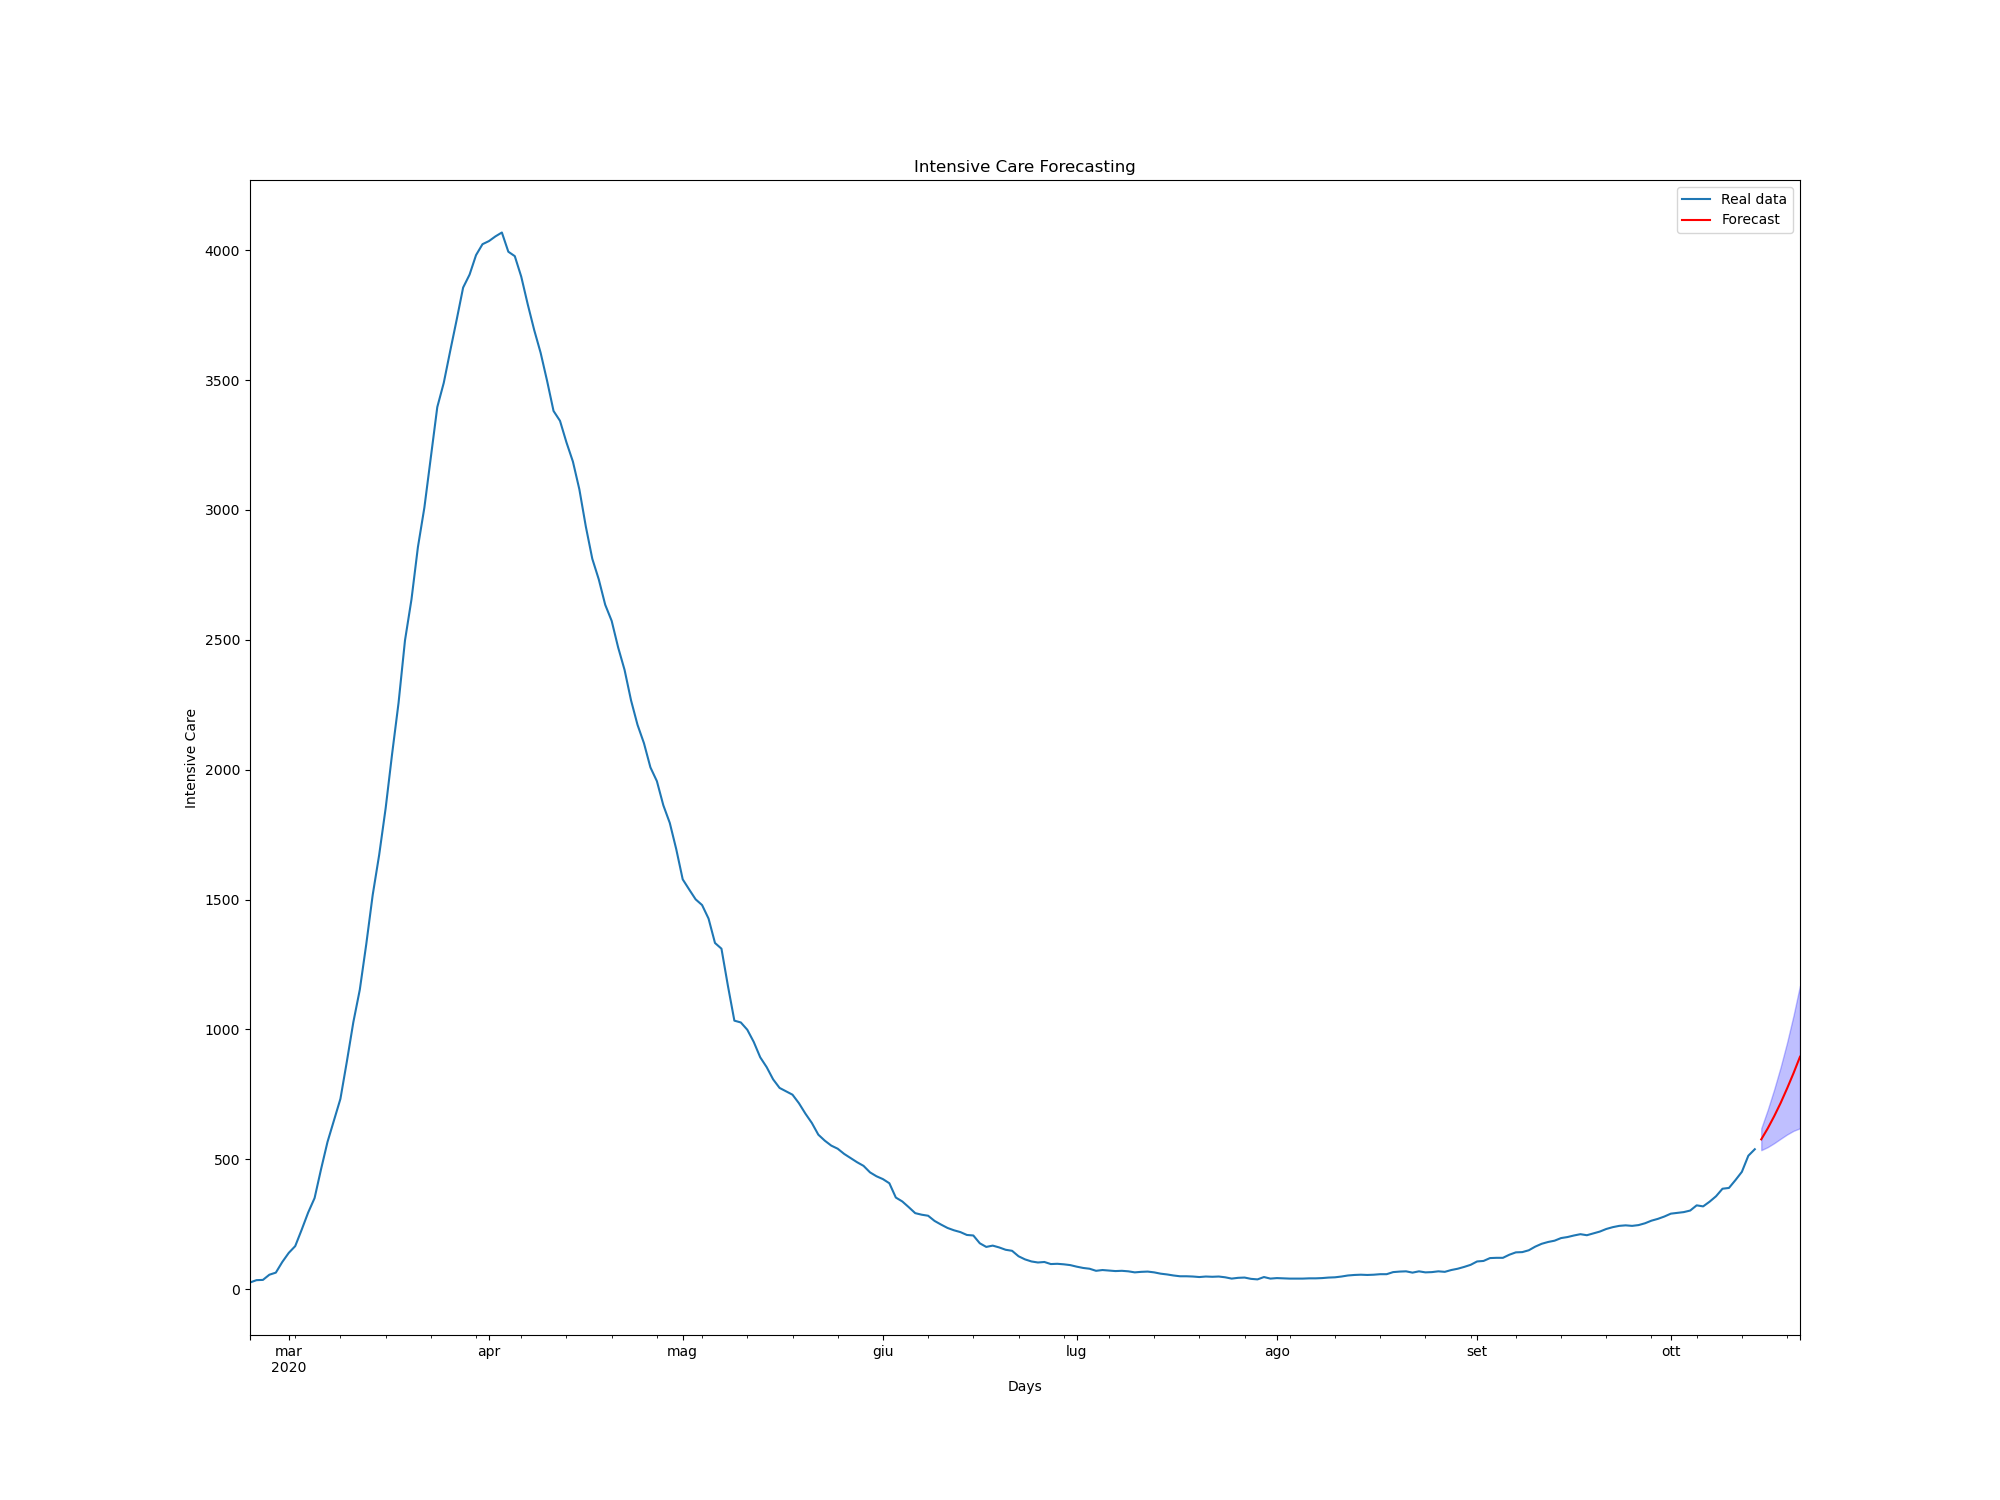 Intensive Care Forecasting
Real data
Forecast
4000
3500
3000
2500
2000
1500
1000
500
0
Intensive Care
mar apr mag giu lug ago set ott
2020
Days